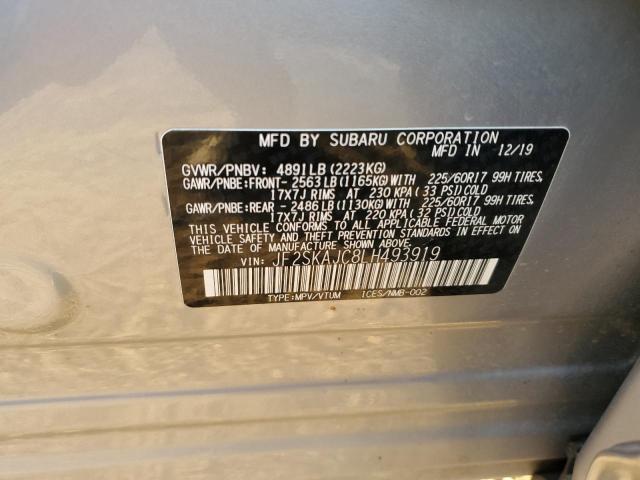 MFD BY SUBARU CORPORATION
MFD IN 12/19
GVWR/PNBV: 4891LB (2223KG)
GAWR/PNBE:FRONT- 2563LB (1165KG)WITH 225/60R17 99H TIRES,
17X7J RIMS AT 230 KPA (33 PSI)COLD
GAWR/PNBE:REAR - 2486LB (1130KG)WITH 225/60R17 99H TIRES,
17X7J RIMS AT 220 KPA (32 PSI)COLD
THIS VEHICLE CONFORMS TO ALL APPLICABLE FEDERAL MOTOR
VEHICLE SAFETY STANDARDS IN EFFECT ON
THE DATE OF MANUFACTURE SHOWN ABOVE.
VIN: JF2SKAJC8LH493919
TYPE:MPV/VTUM ICES/NMB-002